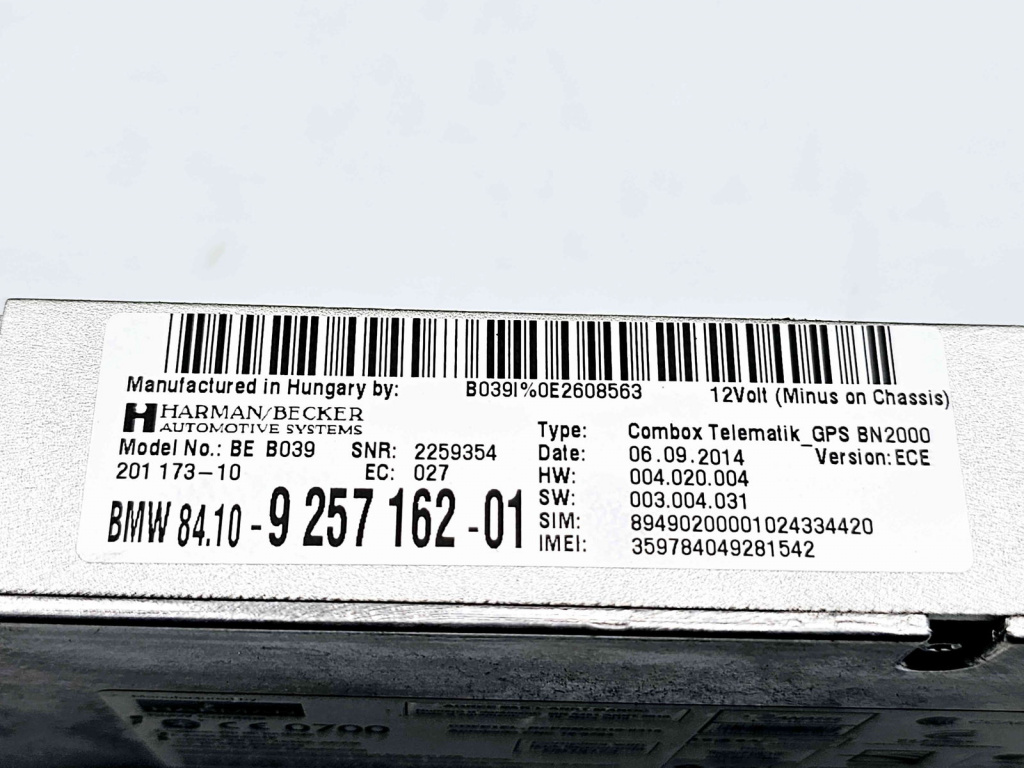 Manufactured in Hungary by:
B039I%0E2608563
12Volt (Minus on Chassis)
HARMAN/BECKER
AUTOMOTIVE SYSTEMS
Model No.: BE B039 SNR: 2259354
201 173-10 EC: 027
BMW 84.10 - 9 257 162 - 01
Type: Combox Telematik_GPS BN2000
Date: 06.09.2014 Version: ECE
HW: 004.020.004
SW: 003.004.031
SIM: 89490200001024334420
IMEI: 359784049281542
CE 0700